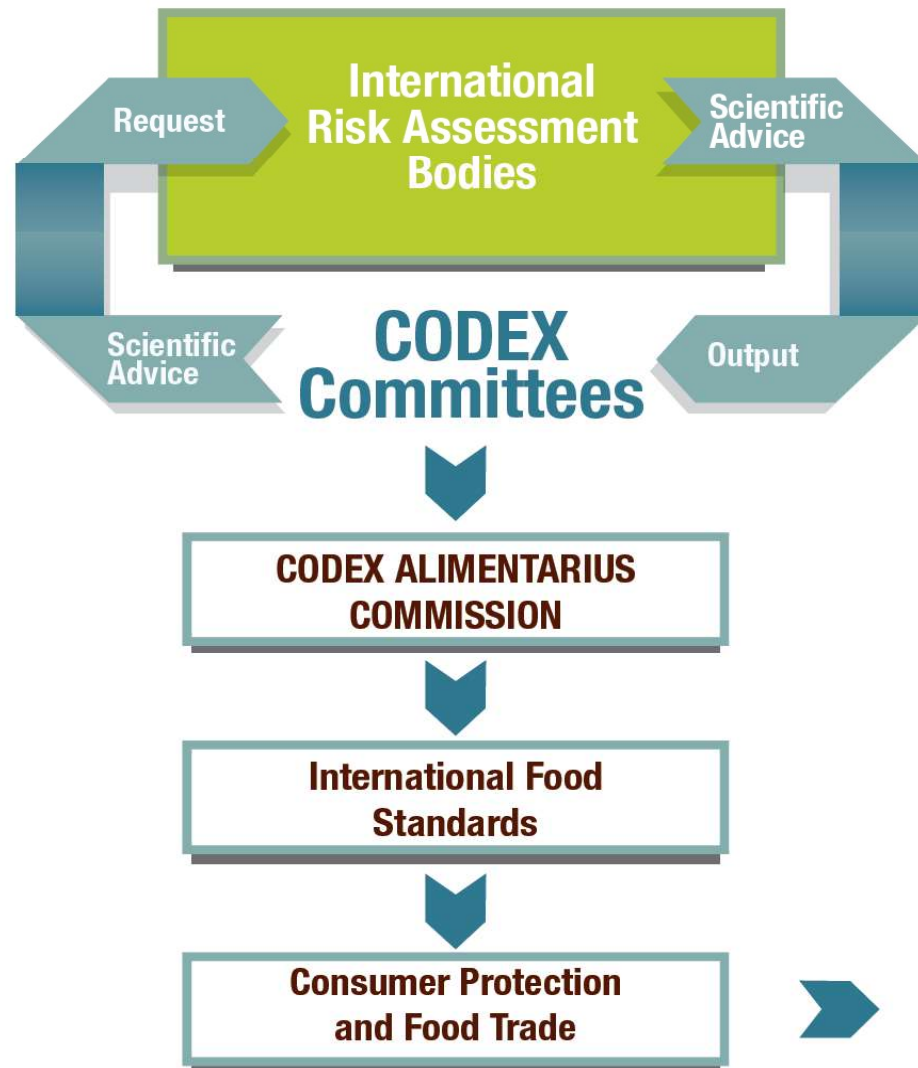 International
Risk Assessment
Bodies
Request
Scientific
Advice
Scientific
Advice
CODEX
Committees
Output
CODEX ALIMENTARIUS
COMMISSION
International Food
Standards
Consumer Protection
and Food Trade